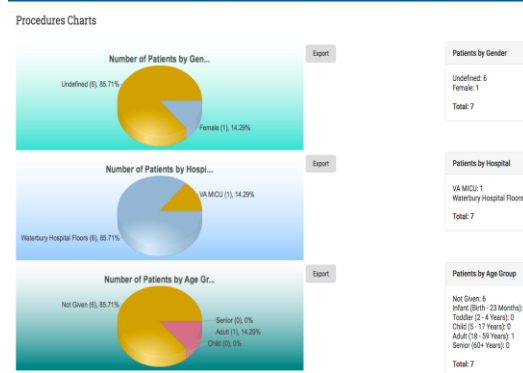 Procedures Charts
Number of Patients by Gen...
Undefined (6), 85.71%
Female (1), 14.29%
Export
Patients by Gender
Undefined: 6
Female: 1
Total: 7
Number of Patients by Hospi...
VA MICU (1), 14.29%
Waterbury Hospital Floors (6), 85.71%
Export
Patients by Hospital
VA MICU: 1
Waterbury Hospital Floors
Total: 7
Number of Patients by Age Gr...
Not Given (6), 85.71%
Senior (0), 0%
Adult (1), 14.29%
Child (0), 0%
Export
Patients by Age Group
Not Given: 6
Infant (Birth - 23 Months):
Toddler (2 - 4 Years): 0
Child (5 - 17 Years): 0
Adult (18 - 59 Years): 1
Senior (60+ Years): 0
Total: 7